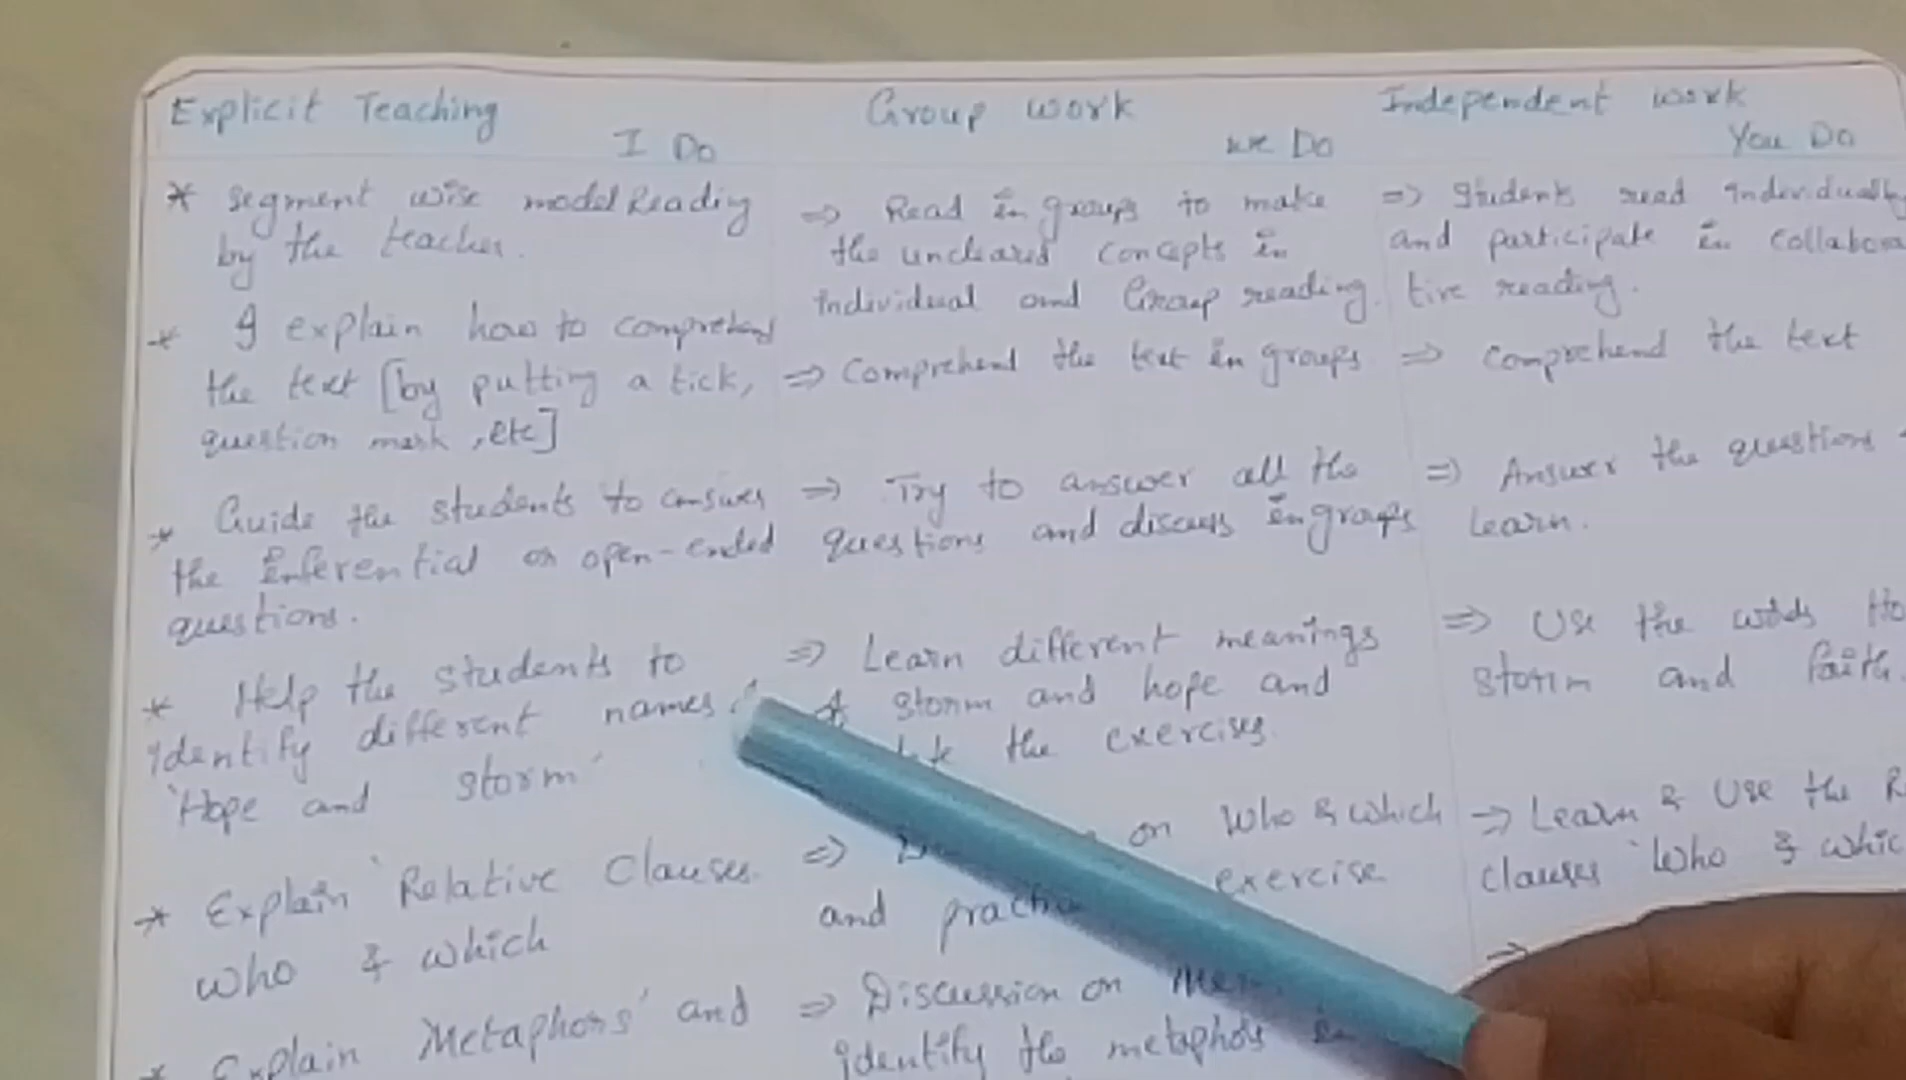 Explicit Teaching
I Do
* Segment wise model Reading
by the teacher.
* I explain how to comprehend
the text [by putting a tick,
question mark, etc]
* Guide the students to answer
the inferential or open-ended
questions.
* Help the students to
identify different names
'Hope and storm'
* Explain 'Relative Clauses.
who & which
* Explain 'Metaphors' and
Group work
we Do
⇒ Read in groups to make
the uncleared concepts in
individual and Group reading.
⇒ Comprehend the text in groups
⇒ Try to answer all the
questions and discuss in groups
⇒ Learn different meanings
of storm and hope and
the exercises.
⇒ on who & which
and exercise
⇒ Discussion on
identify the metaphors in
Independent work
You Do
⇒ Students read individually
and participate in collabora
tive reading.
⇒ Comprehend the text
⇒ Answer the questions
Learn.
⇒ Use the words Ho
storm and faith.
⇒ Learn & Use the R
clauses 'who & whic
⇒